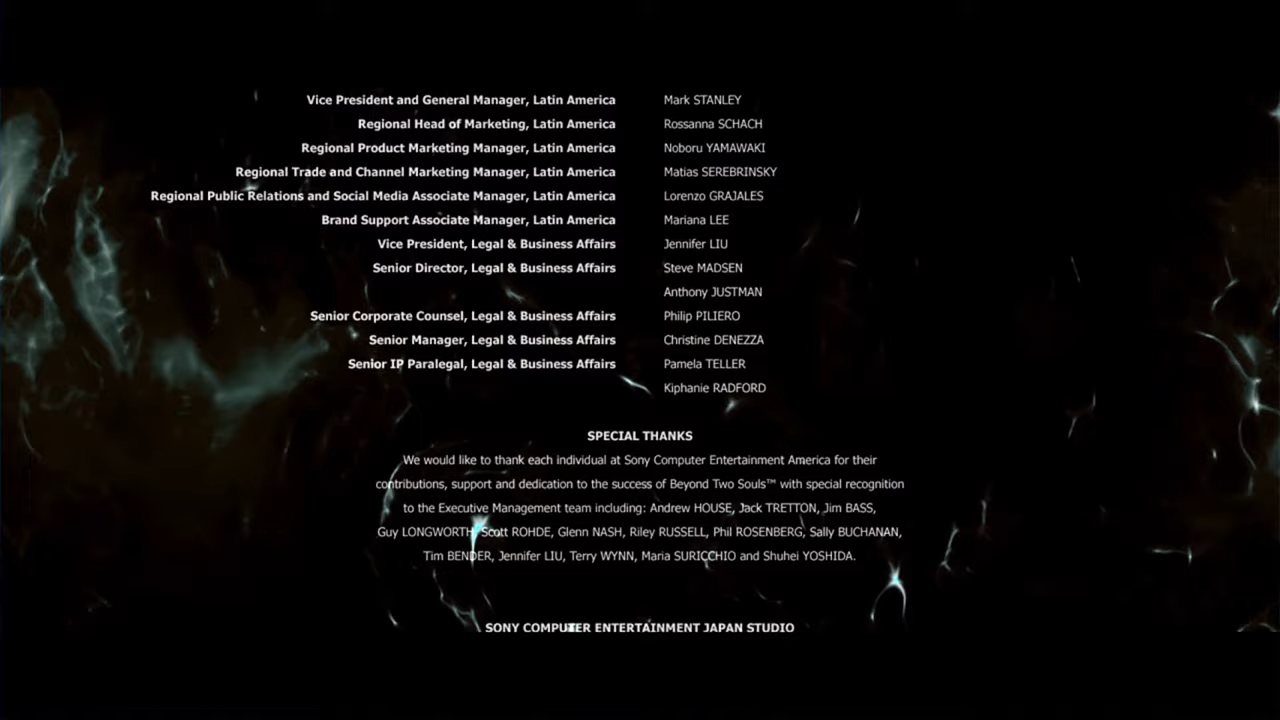 Vice President and General Manager, Latin America Mark STANLEY
Regional Head of Marketing, Latin America Rossanna SCHACH
Regional Product Marketing Manager, Latin America Noboru YAMAWAKI
Regional Trade and Channel Marketing Manager, Latin America Matias SEREBRINSKY
Regional Public Relations and Social Media Associate Manager, Latin America Lorenzo GRAJALES
Brand Support Associate Manager, Latin America Mariana LEE
Vice President, Legal & Business Affairs Jennifer LIU
Senior Director, Legal & Business Affairs Steve MADSEN
Anthony JUSTMAN
Senior Corporate Counsel, Legal & Business Affairs Philip PILIERO
Senior Manager, Legal & Business Affairs Christine DENEZZA
Senior IP Paralegal, Legal & Business Affairs Pamela TELLER
Kiphanie RADFORD
SPECIAL THANKS
We would like to thank each individual at Sony Computer Entertainment America for their
contributions, support and dedication to the success of Beyond Two Souls™ with special recognition
to the Executive Management team including: Andrew HOUSE, Jack TRETTON, Jim BASS,
Guy LONGWORTH, Scott ROHDE, Glenn NASH, Riley RUSSELL, Phil ROSENBERG, Sally BUCHANAN,
Tim BENDER, Jennifer LIU, Terry WYNN, Maria SURICCHIO and Shuhei YOSHIDA.
SONY COMPUTER ENTERTAINMENT JAPAN STUDIO